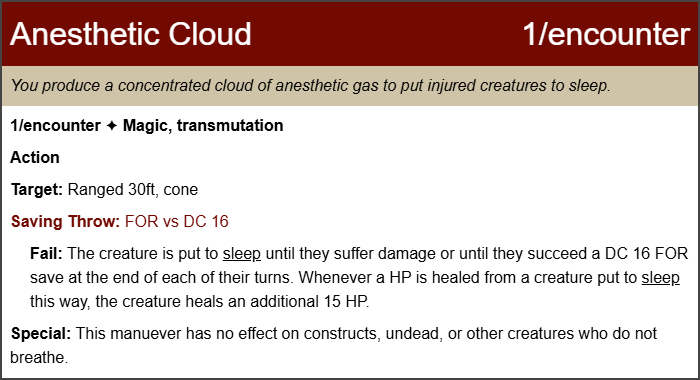 Anesthetic Cloud 1/encounter
You produce a concentrated cloud of anesthetic gas to put injured creatures to sleep.
1/encounter ✦ Magic, transmutation
Action
Target: Ranged 30ft, cone
Saving Throw: FOR vs DC 16
Fail: The creature is put to sleep until they suffer damage or until they succeed a DC 16 FOR
save at the end of each of their turns. Whenever a HP is healed from a creature put to sleep
this way, the creature heals an additional 15 HP.
Special: This manuever has no effect on constructs, undead, or other creatures who do not
breathe.